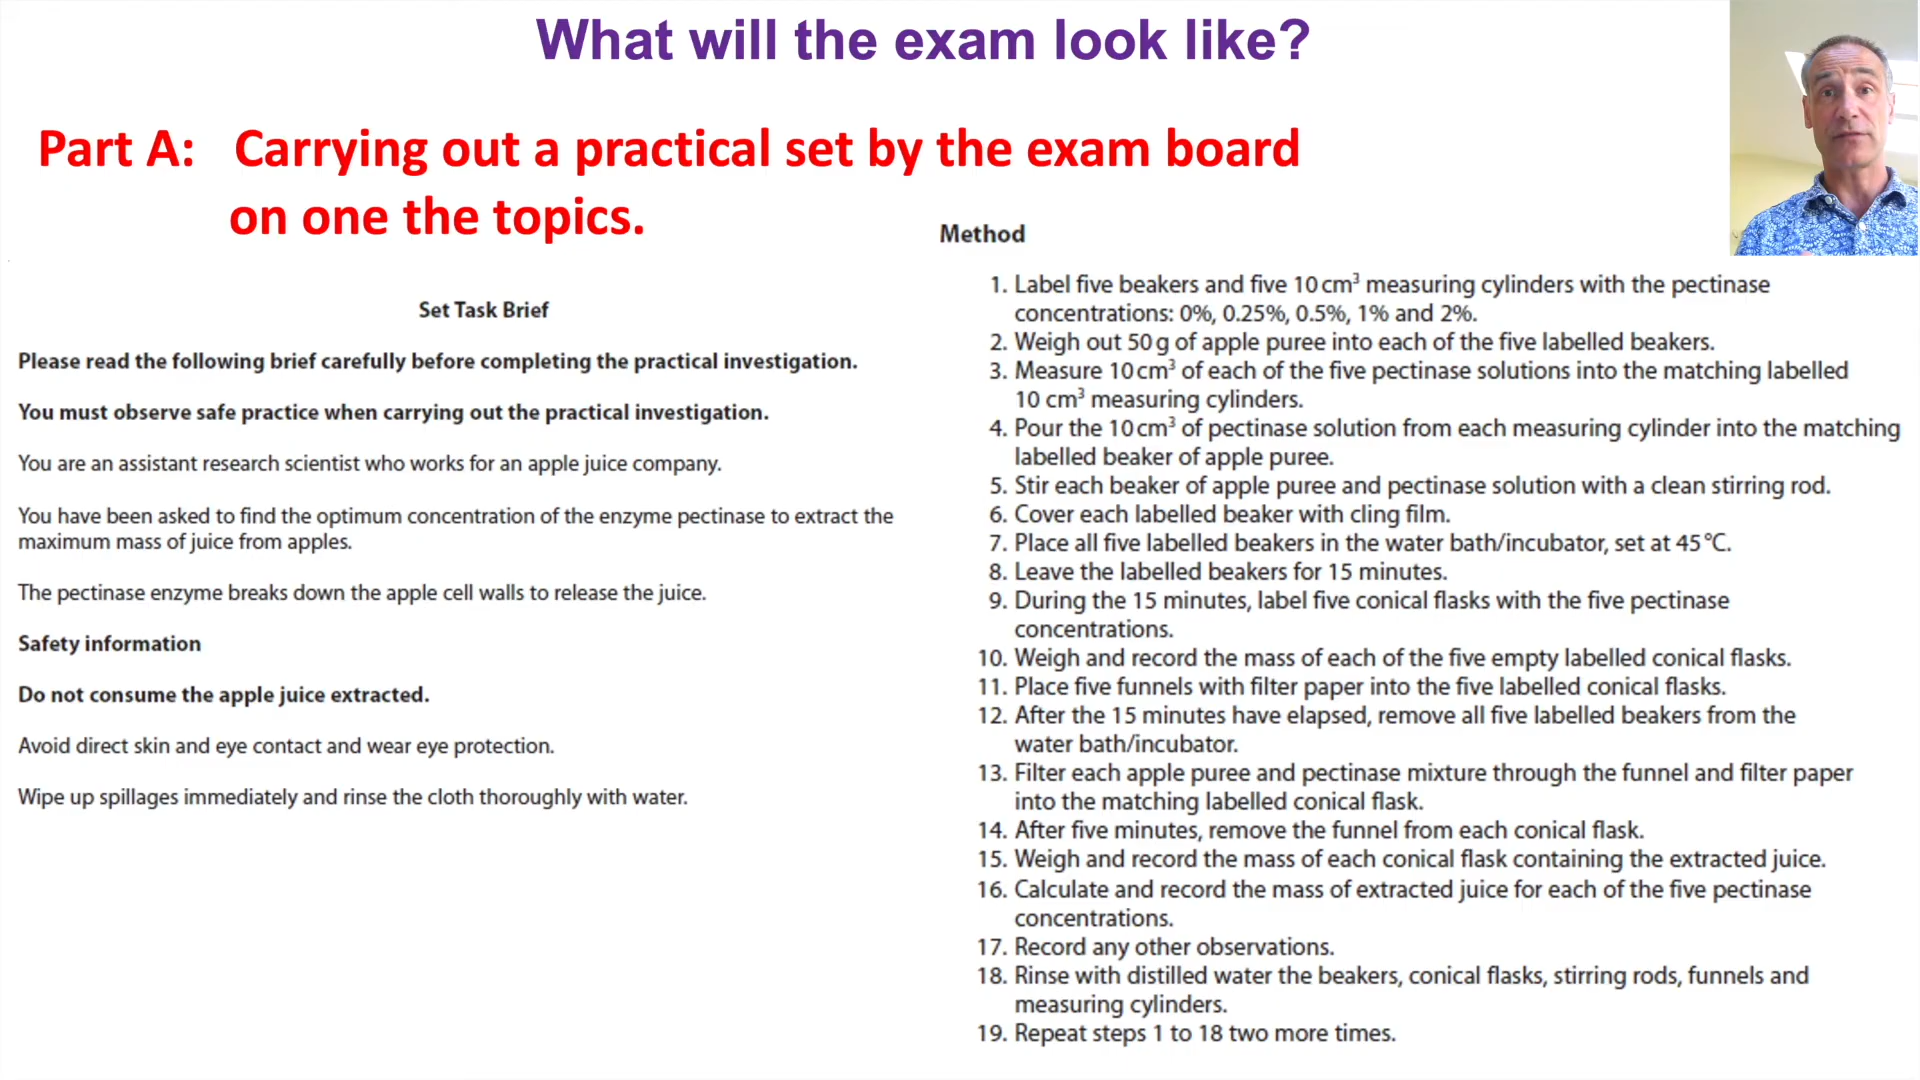 What will the exam look like?
Part A: Carrying out a practical set by the exam board
on one the topics.
Set Task Brief
Please read the following brief carefully before completing the practical investigation.
You must observe safe practice when carrying out the practical investigation.
You are an assistant research scientist who works for an apple juice company.
You have been asked to find the optimum concentration of the enzyme pectinase to extract the
maximum mass of juice from apples.
The pectinase enzyme breaks down the apple cell walls to release the juice.
Safety information
Do not consume the apple juice extracted.
Avoid direct skin and eye contact and wear eye protection.
Wipe up spillages immediately and rinse the cloth thoroughly with water.
Method
1. Label five beakers and five 10 cm³ measuring cylinders with the pectinase
concentrations: 0%, 0.25%, 0.5%, 1% and 2%.
2. Weigh out 50 g of apple puree into each of the five labelled beakers.
3. Measure 10 cm³ of each of the five pectinase solutions into the matching labelled
10 cm³ measuring cylinders.
4. Pour the 10 cm³ of pectinase solution from each measuring cylinder into the matching
labelled beaker of apple puree.
5. Stir each beaker of apple puree and pectinase solution with a clean stirring rod.
6. Cover each labelled beaker with cling film.
7. Place all five labelled beakers in the water bath/incubator, set at 45 °C.
8. Leave the labelled beakers for 15 minutes.
9. During the 15 minutes, label five conical flasks with the five pectinase
concentrations.
10. Weigh and record the mass of each of the five empty labelled conical flasks.
11. Place five funnels with filter paper into the five labelled conical flasks.
12. After the 15 minutes have elapsed, remove all five labelled beakers from the
water bath/incubator.
13. Filter each apple puree and pectinase mixture through the funnel and filter paper
into the matching labelled conical flask.
14. After five minutes, remove the funnel from each conical flask.
15. Weigh and record the mass of each conical flask containing the extracted juice.
16. Calculate and record the mass of extracted juice for each of the five pectinase
concentrations.
17. Record any other observations.
18. Rinse with distilled water the beakers, conical flasks, stirring rods, funnels and
measuring cylinders.
19. Repeat steps 1 to 18 two more times.